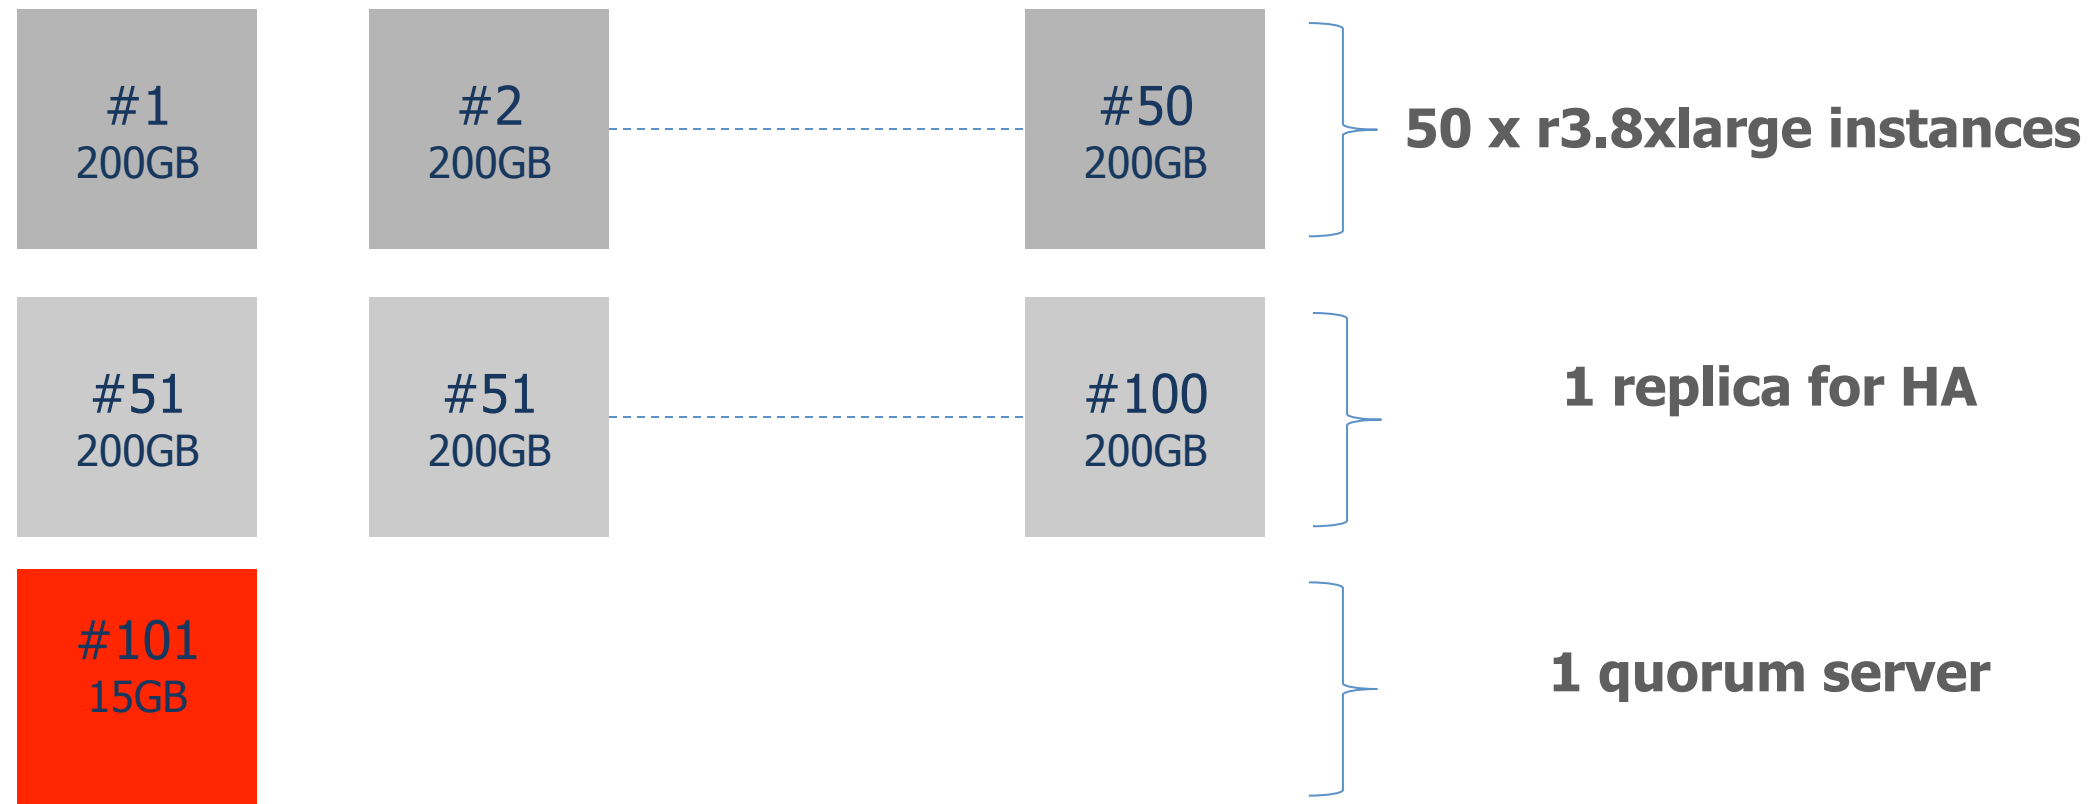 #1
200GB
#2
200GB
#50
200GB
50 x r3.8xlarge instances
#51
200GB
#51
200GB
#100
200GB
1 replica for HA
#101
15GB
1 quorum server